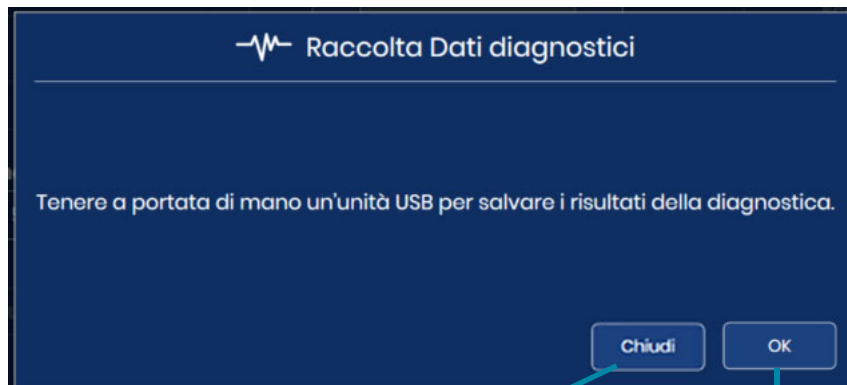 Raccolta Dati diagnostici
Tenere a portata di mano un'unità USB per salvare i risultati della diagnostica.
Chiudi
OK